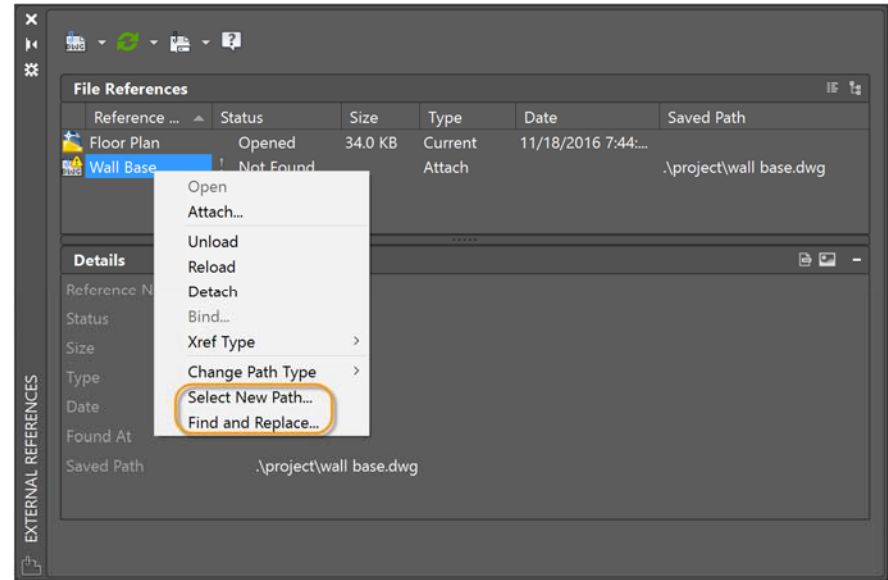 DWG
File References
Reference ... Status Size Type Date Saved Path
Floor Plan Opened 34.0 KB Current 11/18/2016 7:44:...
DWG Wall Base ! Not Found Attach .\project\wall base.dwg
Open
Attach...
Unload
Reload
Detach
Bind...
Xref Type
Change Path Type
Select New Path...
Find and Replace...
Details
Reference N
Status
Size
Type
Date
Found At
Saved Path .\project\wall base.dwg
EXTERNAL REFERENCES